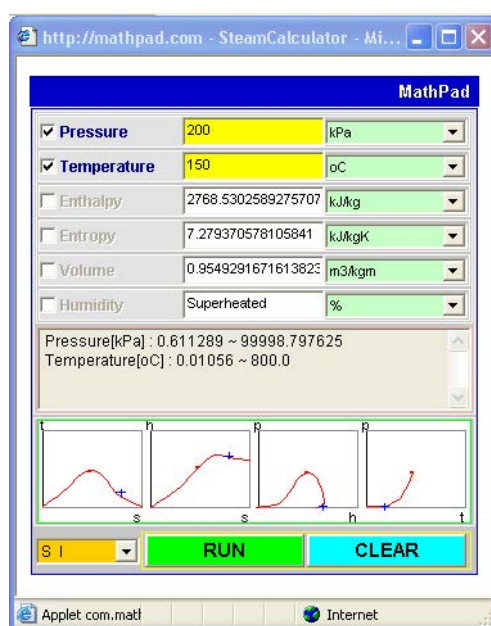 http://mathpad.com - SteamCalculator - Mi...
MathPad
Pressure 200 kPa
Temperature 150 oC
Enthalpy 2768.5302589275707 kJ/kg
Entropy 7.279370578105841 kJ/kgK
Volume 0.9549291671613823 m3/kgm
Humidity Superheated %
Pressure[kPa] : 0.611289 ~ 99998.797625
Temperature[oC] : 0.01056 ~ 800.0
t h p p
s s h t
S I RUN CLEAR
Applet com.math Internet